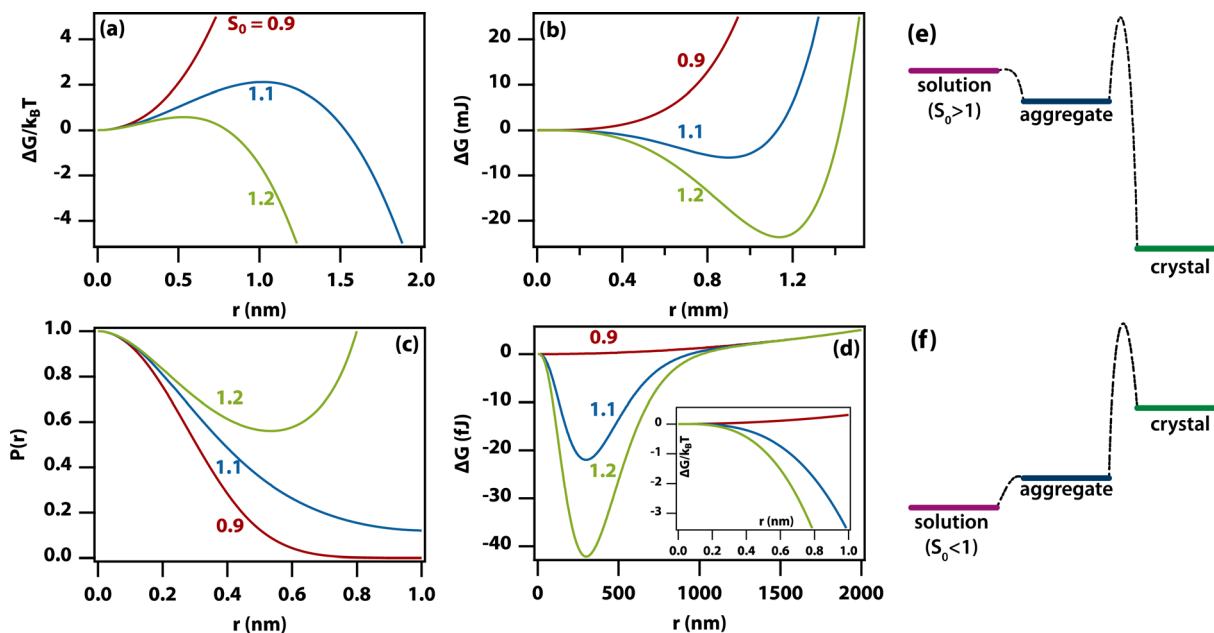 (a)
S₀ = 0.9
1.1
1.2
4
2
0
-2
-4
ΔG/k_BT
0.0 0.5 1.0 1.5 2.0
r (nm)
(b)
0.9
1.1
1.2
20
10
0
-10
-20
ΔG (mJ)
0.0 0.4 0.8 1.2
r (mm)
(e)
solution
(S₀>1)
aggregate
crystal
(c)
1.2
1.1
0.9
1.0
0.8
0.6
0.4
0.2
0.0
P(r)
0.0 0.2 0.4 0.6 0.8 1.0
r (nm)
(d)
0.9
1.1
1.2
0
-10
-20
-30
-40
ΔG (fJ)
0 500 1000 1500 2000
r (nm)
0
-1
-2
-3
ΔG/k_BT
r (nm)
0.0 0.2 0.4 0.6 0.8 1.0
(f)
crystal
aggregate
solution
(S₀<1)